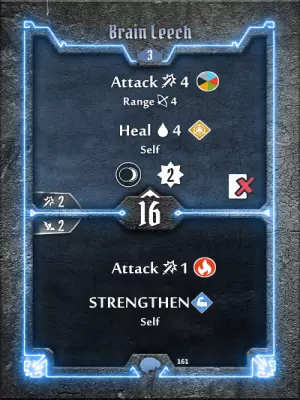 Brain Leech
3
Attack 4
Range 4
Heal 4
Self
2
2
16
2
Attack 1
STRENGTHEN
Self
161